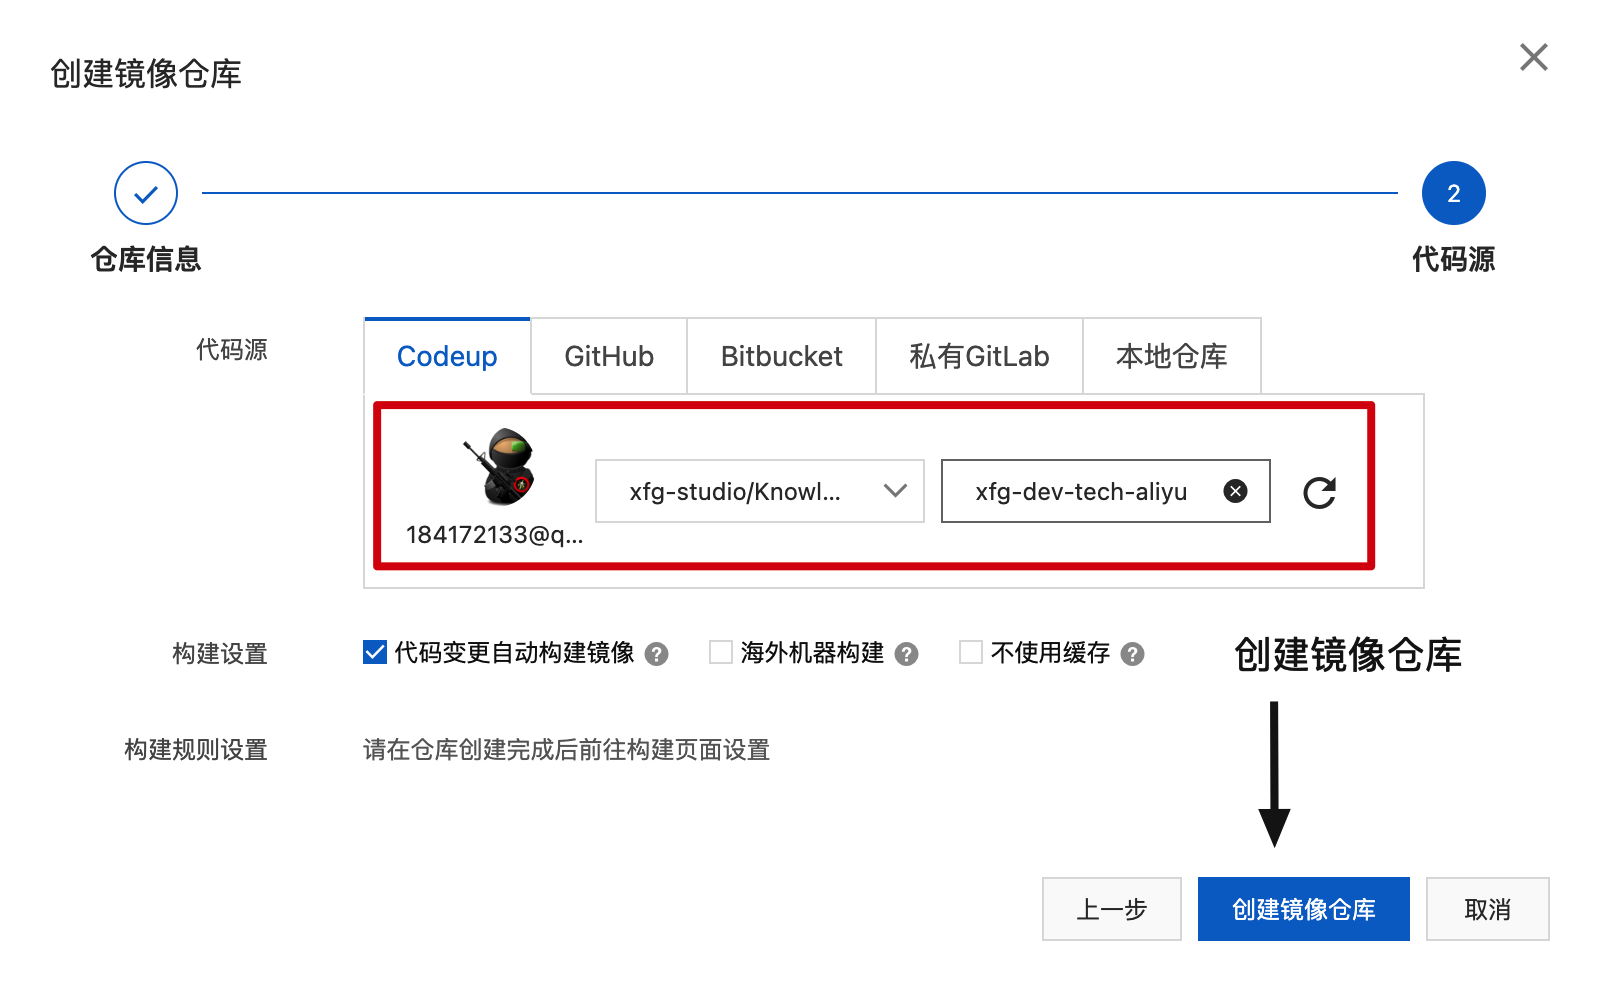 创建镜像仓库
2
仓库信息
代码源
代码源
Codeup
GitHub
Bitbucket
私有GitLab
本地仓库
xfg-studio/Knowl...
xfg-dev-tech-aliyu
184172133@q...
构建设置
代码变更自动构建镜像 ?
海外机器构建 ?
不使用缓存 ?
创建镜像仓库
构建规则设置
请在仓库创建完成后前往构建页面设置
上一步
创建镜像仓库
取消